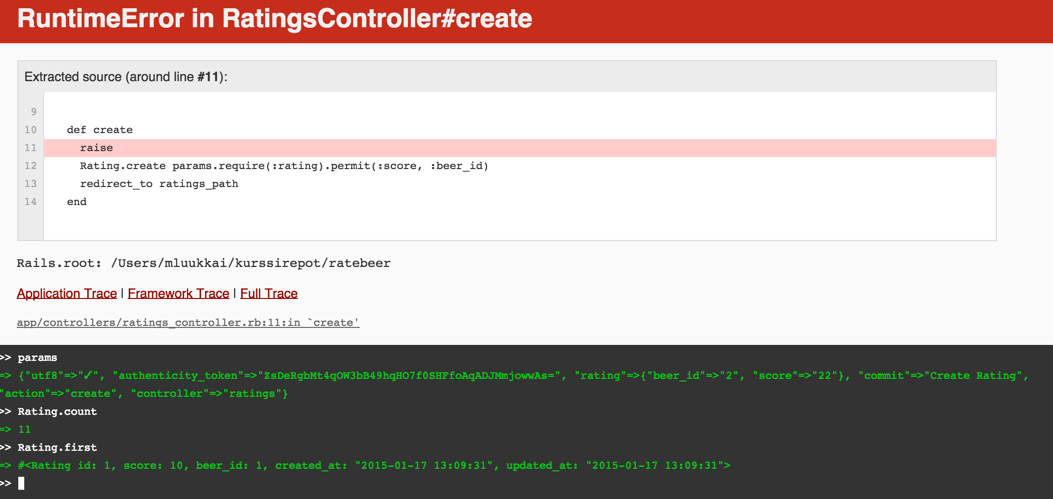 RuntimeError in RatingsController#create
Extracted source (around line #11):
9
10 def create
11 raise
12 Rating.create params.require(:rating).permit(:score, :beer_id)
13 redirect_to ratings_path
14 end
Rails.root: /Users/mluukkai/kurssirepot/ratebeer
Application Trace | Framework Trace | Full Trace
app/controllers/ratings_controller.rb:11:in `create'
>> params
=> {"utf8"=>"✓", "authenticity_token"=>"ZsDeRgbMt4qOW3bB49hqHO7f0SHFfoAqADJMmjowwAs=", "rating"=>{"beer_id"=>"2", "score"=>"22"}, "commit"=>"Create Rating",
"action"=>"create", "controller"=>"ratings"}
>> Rating.count
=> 11
>> Rating.first
=> #<Rating id: 1, score: 10, beer_id: 1, created_at: "2015-01-17 13:09:31", updated_at: "2015-01-17 13:09:31">
>>